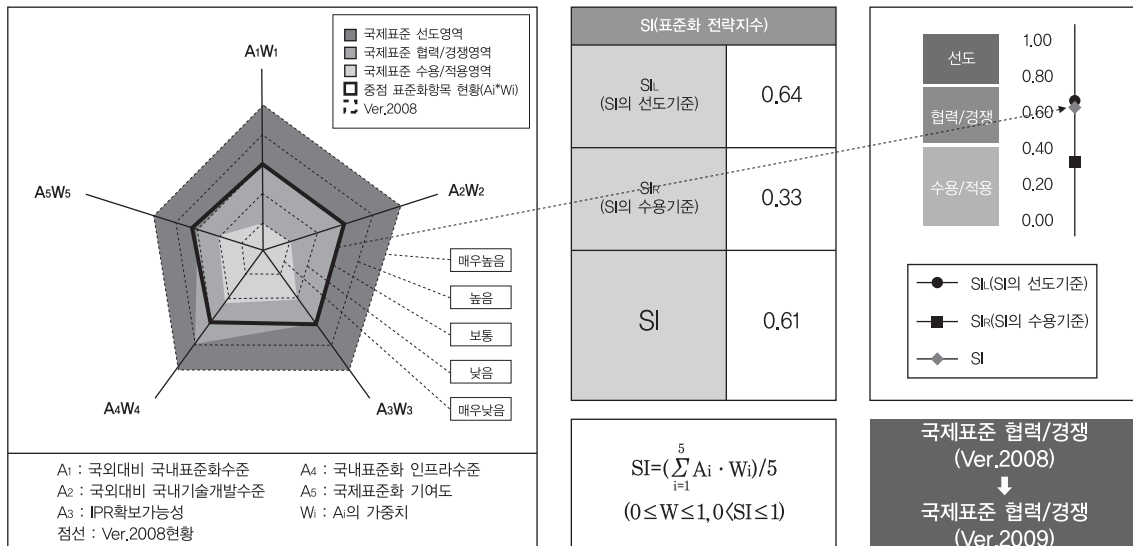 국제표준 선도영역
국제표준 협력/경쟁영역
국제표준 수용/적용영역
중점 표준화항목 현황(Ai*Wi)
Ver.2008
A1W1
A2W2
A3W3
A4W4
A5W5
매우높음
높음
보통
낮음
매우낮음
A1 : 국외대비 국내표준화수준
A2 : 국외대비 국내기술개발수준
A3 : IPR확보가능성
점선 : Ver.2008현황
A4 : 국내표준화 인프라수준
A5 : 국제표준화 기여도
Wi : Ai의 가중치
SI(표준화 전략지수)
SIL
(SI의 선도기준)
0.64
SIR
(SI의 수용기준)
0.33
SI
0.61
SI=(∑Ai · Wi)/5
5
i=1
(0≤W≤1, 0<SI≤1)
선도
협력/경쟁
수용/적용
1.00
0.80
0.60
0.40
0.20
0.00
SIL(SI의 선도기준)
SIR(SI의 수용기준)
SI
국제표준 협력/경쟁
(Ver.2008)
국제표준 협력/경쟁
(Ver.2009)